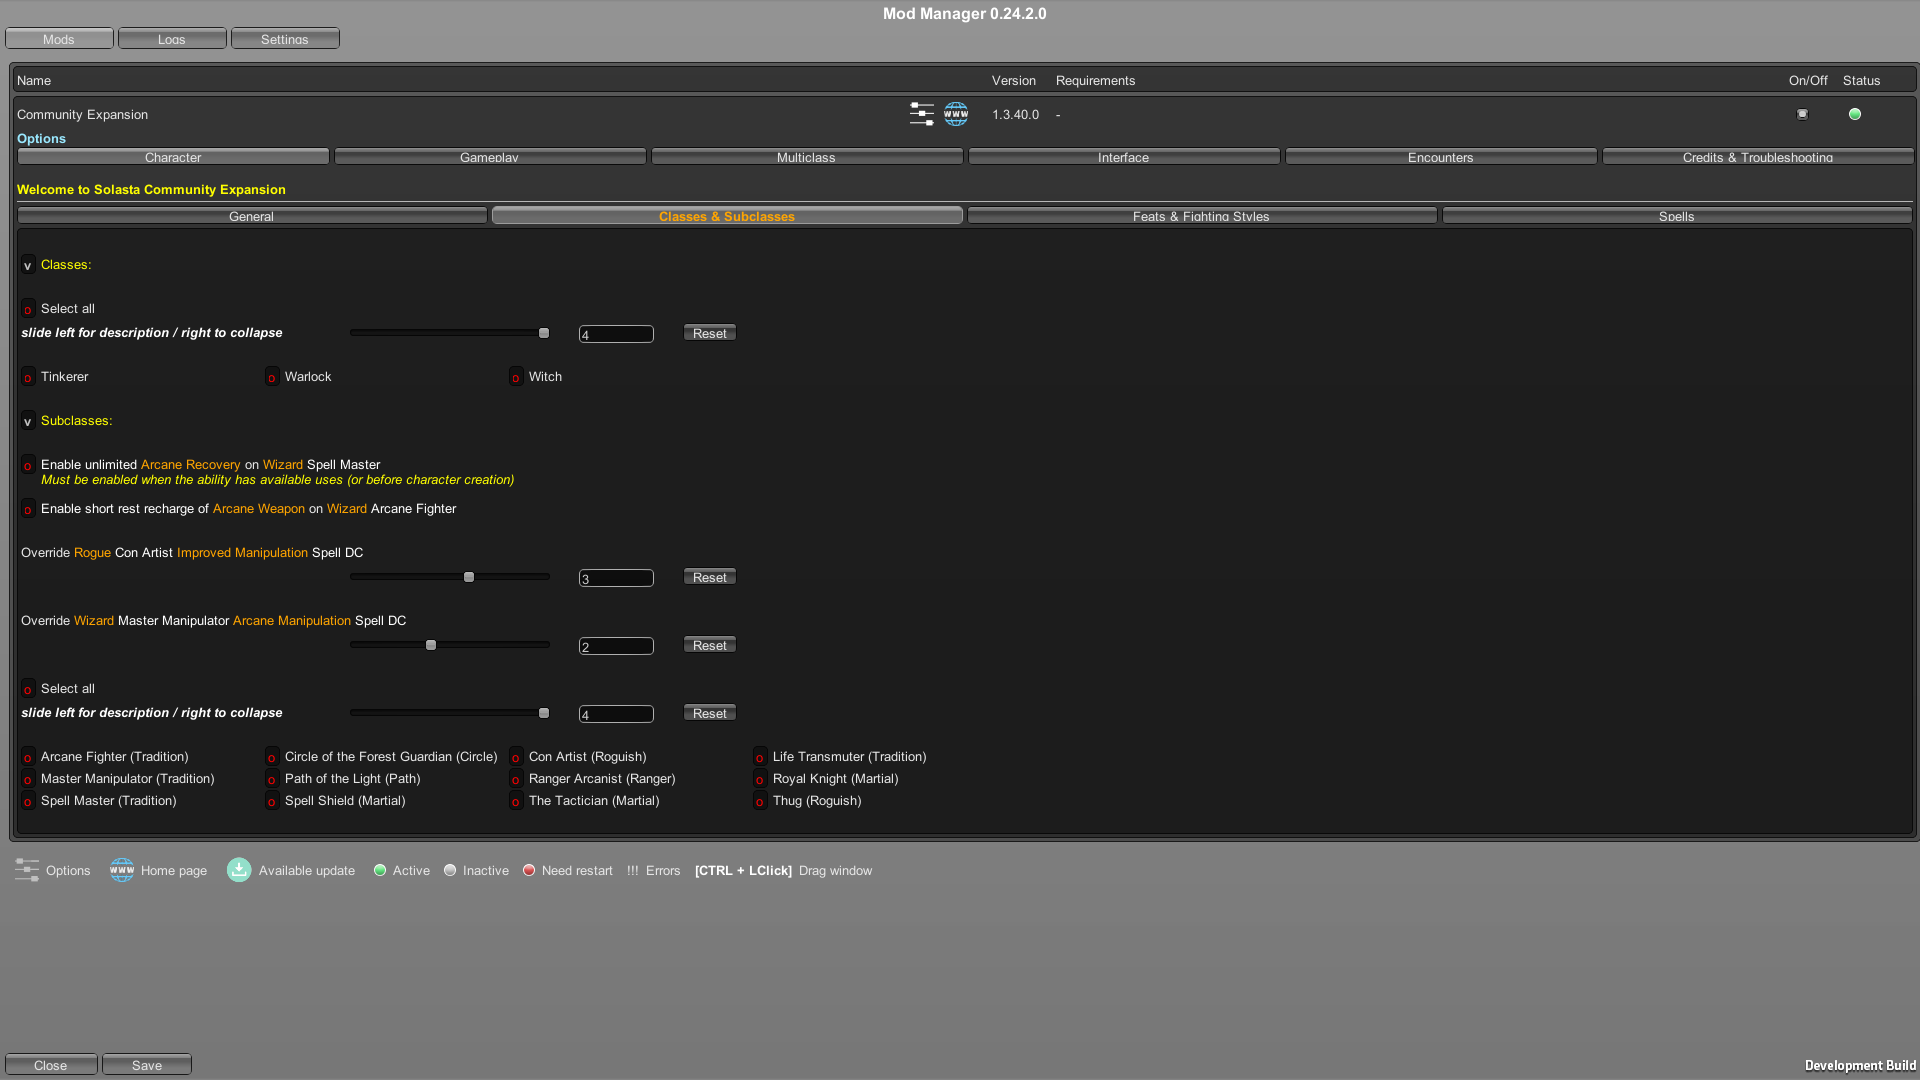 Mod Manager 0.24.2.0
Mods Logs Settings
Name Version Requirements On/Off Status
Community Expansion WWW 1.3.40.0 -
Options
Character Gameplay Multiclass Interface Encounters Credits & Troubleshooting
Welcome to Solasta Community Expansion
General Classes & Subclasses Feats & Fighting Styles Spells
v Classes:
o Select all
slide left for description / right to collapse 4 Reset
o Tinkerer o Warlock o Witch
v Subclasses:
o Enable unlimited Arcane Recovery on Wizard Spell Master
Must be enabled when the ability has available uses (or before character creation)
o Enable short rest recharge of Arcane Weapon on Wizard Arcane Fighter
Override Rogue Con Artist Improved Manipulation Spell DC
3 Reset
Override Wizard Master Manipulator Arcane Manipulation Spell DC
2 Reset
o Select all
slide left for description / right to collapse 4 Reset
o Arcane Fighter (Tradition) o Circle of the Forest Guardian (Circle) o Con Artist (Roguish) o Life Transmuter (Tradition)
o Master Manipulator (Tradition) o Path of the Light (Path) o Ranger Arcanist (Ranger) o Royal Knight (Martial)
o Spell Master (Tradition) o Spell Shield (Martial) o The Tactician (Martial) o Thug (Roguish)
Options WWW Home page Available update Active Inactive Need restart !!! Errors [CTRL + LClick] Drag window
Close Save Development Build